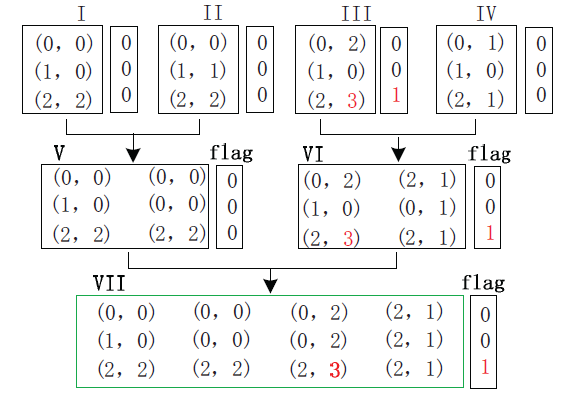 I II III IV
(0, 0) 0 (0, 0) 0 (0, 2) 0 (0, 1) 0
(1, 0) 0 (1, 1) 0 (1, 0) 0 (1, 0) 0
(2, 2) 0 (2, 2) 0 (2, 3) 1 (2, 1) 0
V flag VI flag
(0, 0) (0, 0) 0 (0, 2) (2, 1) 0
(1, 0) (0, 0) 0 (1, 0) (0, 1) 0
(2, 2) (2, 2) 0 (2, 3) (2, 1) 1
VII flag
(0, 0) (0, 0) (0, 2) (2, 1) 0
(1, 0) (0, 0) (0, 2) (2, 1) 0
(2, 2) (2, 2) (2, 3) (2, 1) 1